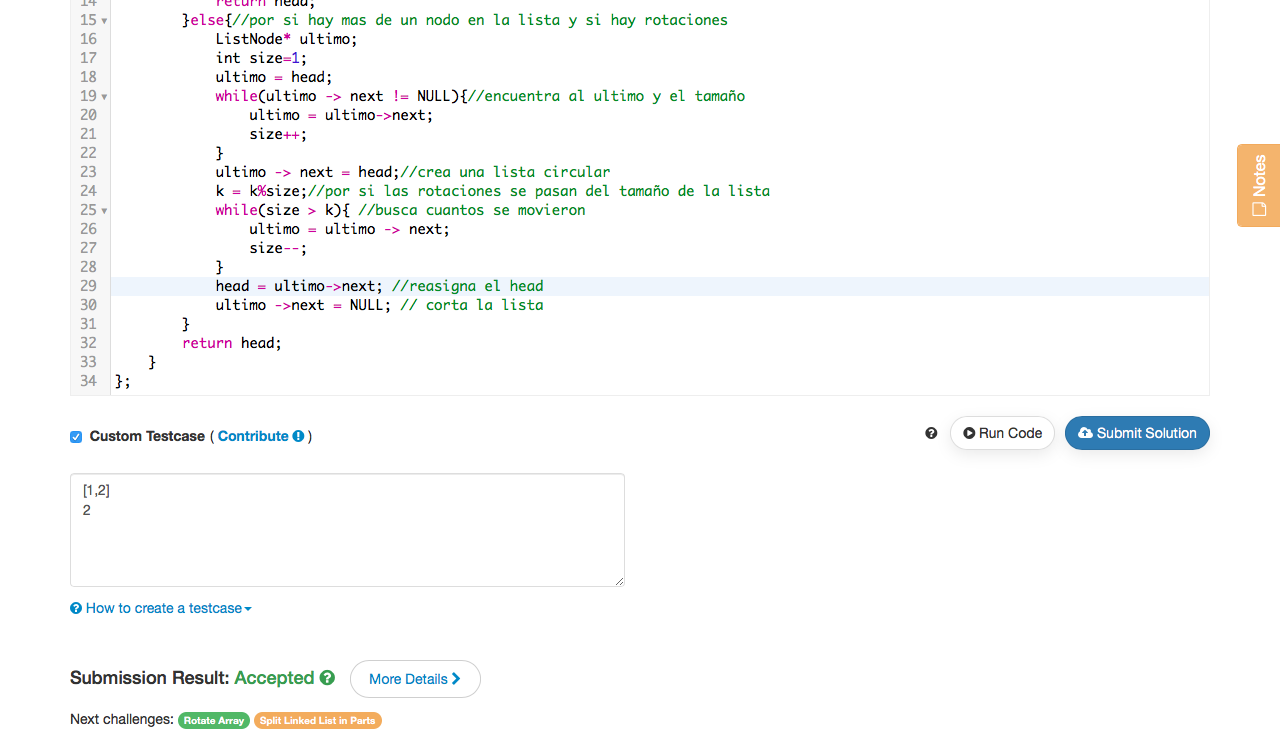 14 return head;
15 }else{//por si hay mas de un nodo en la lista y si hay rotaciones
16 ListNode* ultimo;
17 int size=1;
18 ultimo = head;
19 while(ultimo -> next != NULL){//encuentra al ultimo y el tamaño
20 ultimo = ultimo->next;
21 size++;
22 }
23 ultimo -> next = head;//crea una lista circular
24 k = k%size;//por si las rotaciones se pasan del tamaño de la lista
25 while(size > k){ //busca cuantos se movieron
26 ultimo = ultimo -> next;
27 size--;
28 }
29 head = ultimo->next; //reasigna el head
30 ultimo ->next = NULL; // corta la lista
31 }
32 return head;
33 }
34 };
Notes
Custom Testcase ( Contribute )
Run Code
Submit Solution
[1,2]
2
How to create a testcase
Submission Result: Accepted
More Details
Next challenges: Rotate Array Split Linked List in Parts